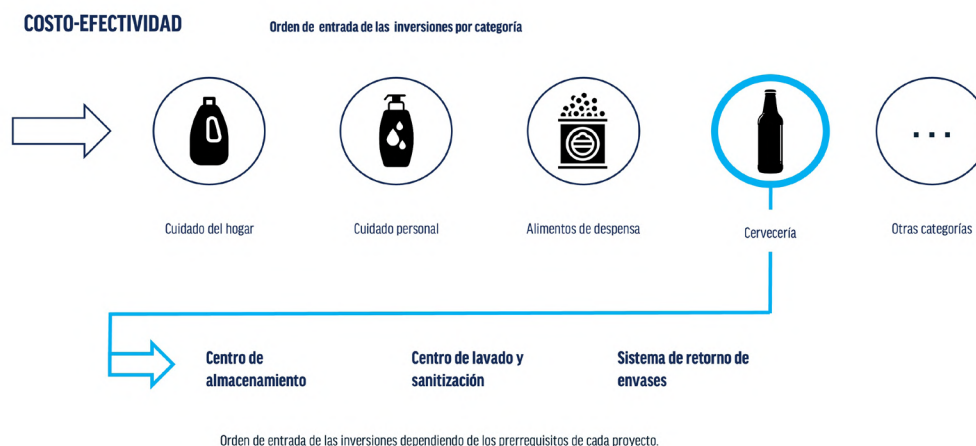 COSTO-EFECTIVIDAD
Orden de entrada de las inversiones por categoría
...
Cuidado del hogar
Cuidado personal
Alimentos de despensa
Cervecería
Otras categorías
Centro de
almacenamiento
Centro de lavado y
sanitización
Sistema de retorno de
envases
Orden de entrada de las inversiones dependiendo de los prerrequisitos de cada proyecto.